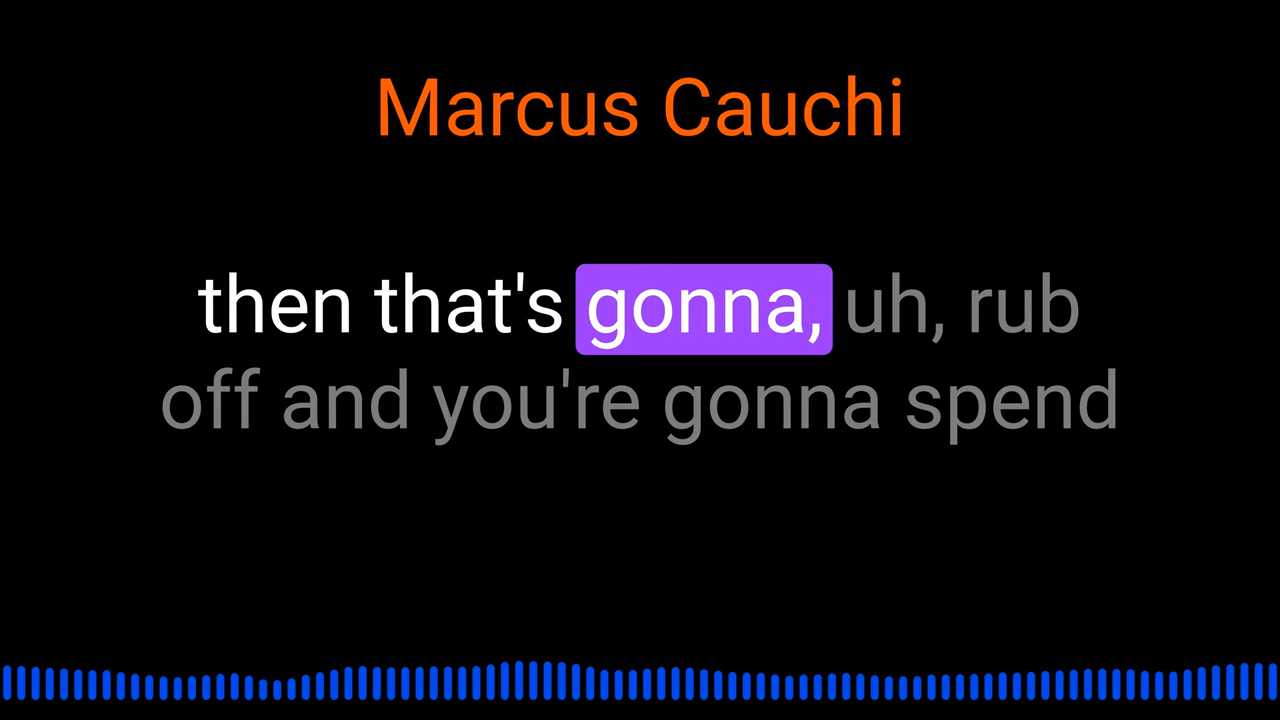 Marcus Cauchi
then that's gonna, uh, rub
off and you're gonna spend